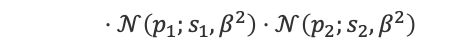 · 𝒩(p₁; s₁, β²) · 𝒩(p₂; s₂, β²)